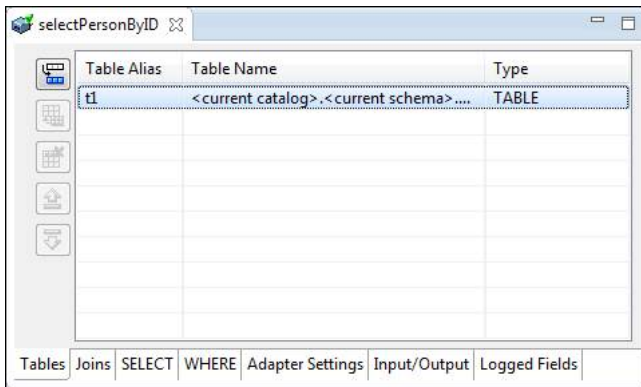 selectPersonByID
Table Alias Table Name Type
t1 <current catalog>.<current schema>.... TABLE
Tables Joins SELECT WHERE Adapter Settings Input/Output Logged Fields